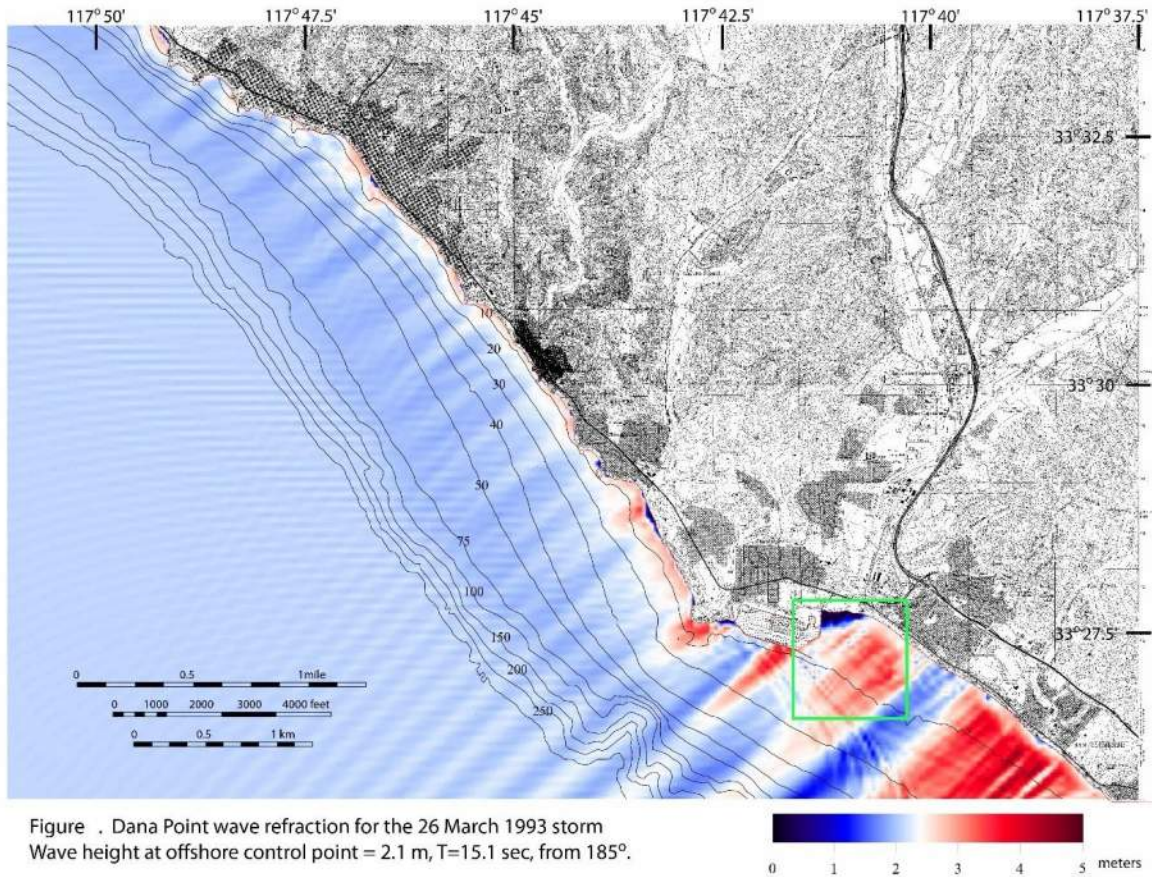 117° 50' 117° 47.5' 117° 45' 117° 42.5' 117° 40' 117° 37.5'
33° 32.5
10
20
30
33° 30
40
50
75
100
33° 27.5'
150
200
250
0 0.5 1mile
0 1000 2000 3000 4000 feet
0 0.5 1 km
Figure . Dana Point wave refraction for the 26 March 1993 storm
Wave height at offshore control point = 2.1 m, T=15.1 sec, from 185°.
0 1 2 3 4 5 meters